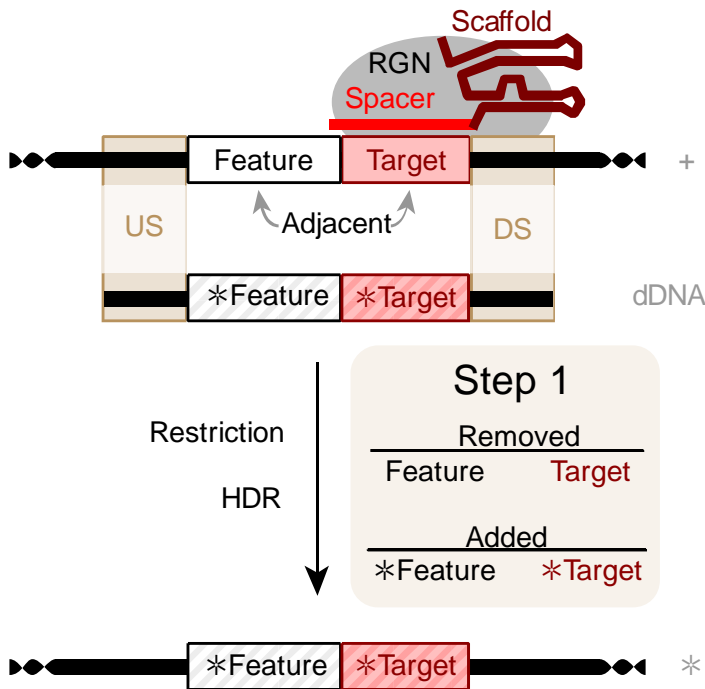 Scaffold
RGN
Spacer
Feature Target +
US Adjacent DS
*Feature *Target dDNA
Step 1
Restriction
Removed
Feature Target
HDR
Added
*Feature *Target
*Feature *Target *